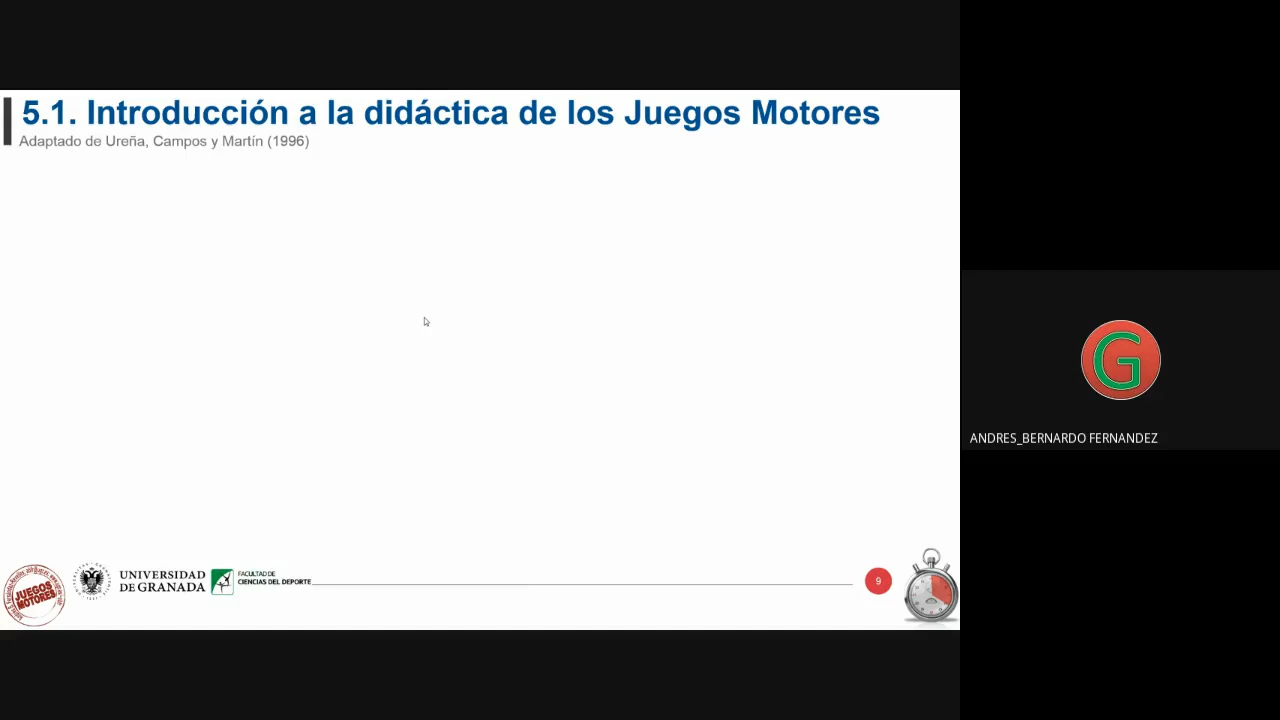 5.1. Introducción a la didáctica de los Juegos Motores
Adaptado de Ureña, Campos y Martín (1996)
G
ANDRES_BERNARDO FERNANDEZ
JUEGOS
MOTORES
UNIVERSIDAD
DE GRANADA
FACULTAD DE
CIENCIAS DEL DEPORTE
9